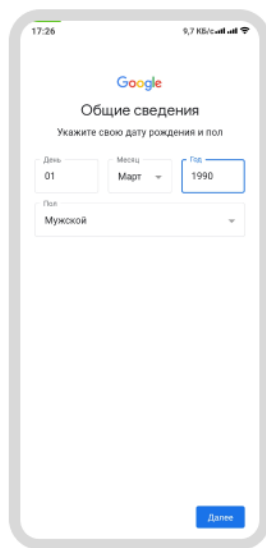 17:26 9,7 КБ/с
Google
Общие сведения
Укажите свою дату рождения и пол
День Месяц Год
01 Март 1990
Пол
Мужской
Далее